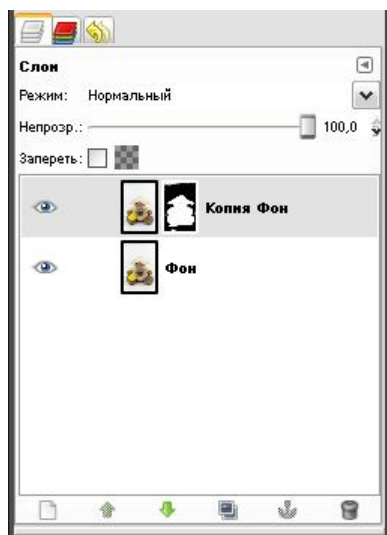 Слои
Режим: Нормальный
Непрозр.: 100,0
Запереть:
Копия Фон
Фон